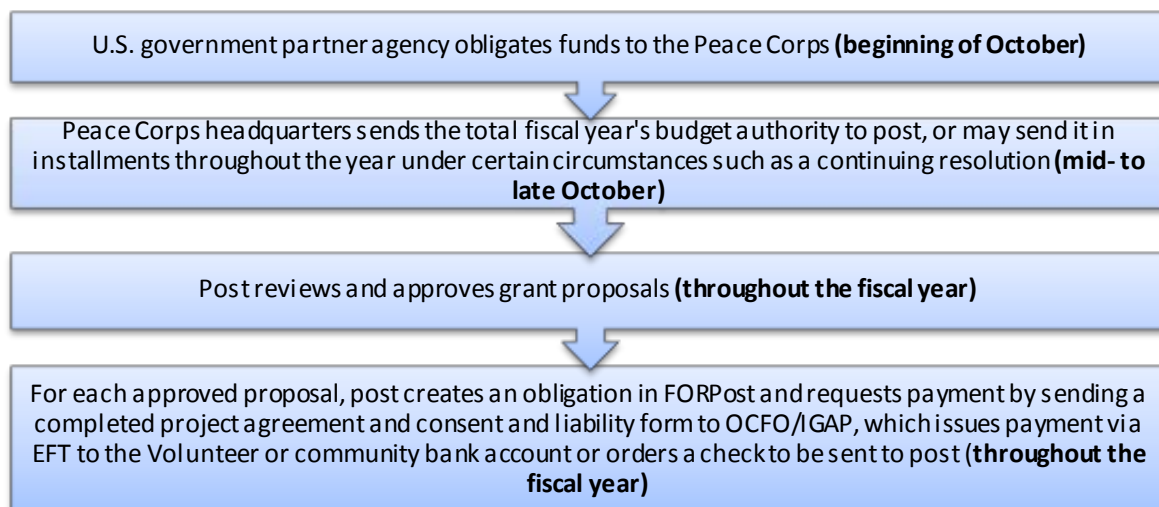 U.S. government partner agency obligates funds to the Peace Corps (beginning of October)
Peace Corps headquarters sends the total fiscal year's budget authority to post, or may send it in
installments throughout the year under certain circumstances such as a continuing resolution (mid- to
late October)
Post reviews and approves grant proposals (throughout the fiscal year)
For each approved proposal, post creates an obligation in FORPost and requests payment by sending a
completed project agreement and consent and liability form to OCFO/IGAP, which issues payment via
EFT to the Volunteer or community bank account or orders a check to be sent to post (throughout the
fiscal year)